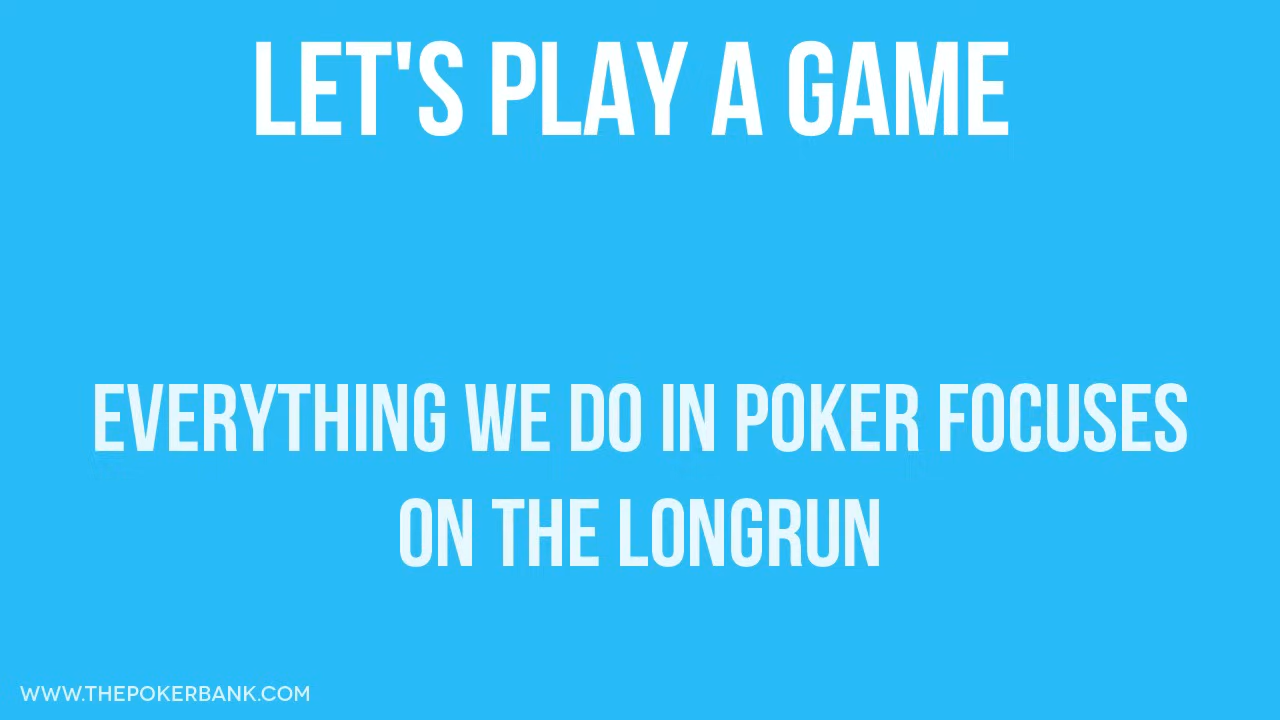 LET'S PLAY A GAME
EVERYTHING WE DO IN POKER FOCUSES
ON THE LONGRUN
WWW.THEPOKERBANK.COM